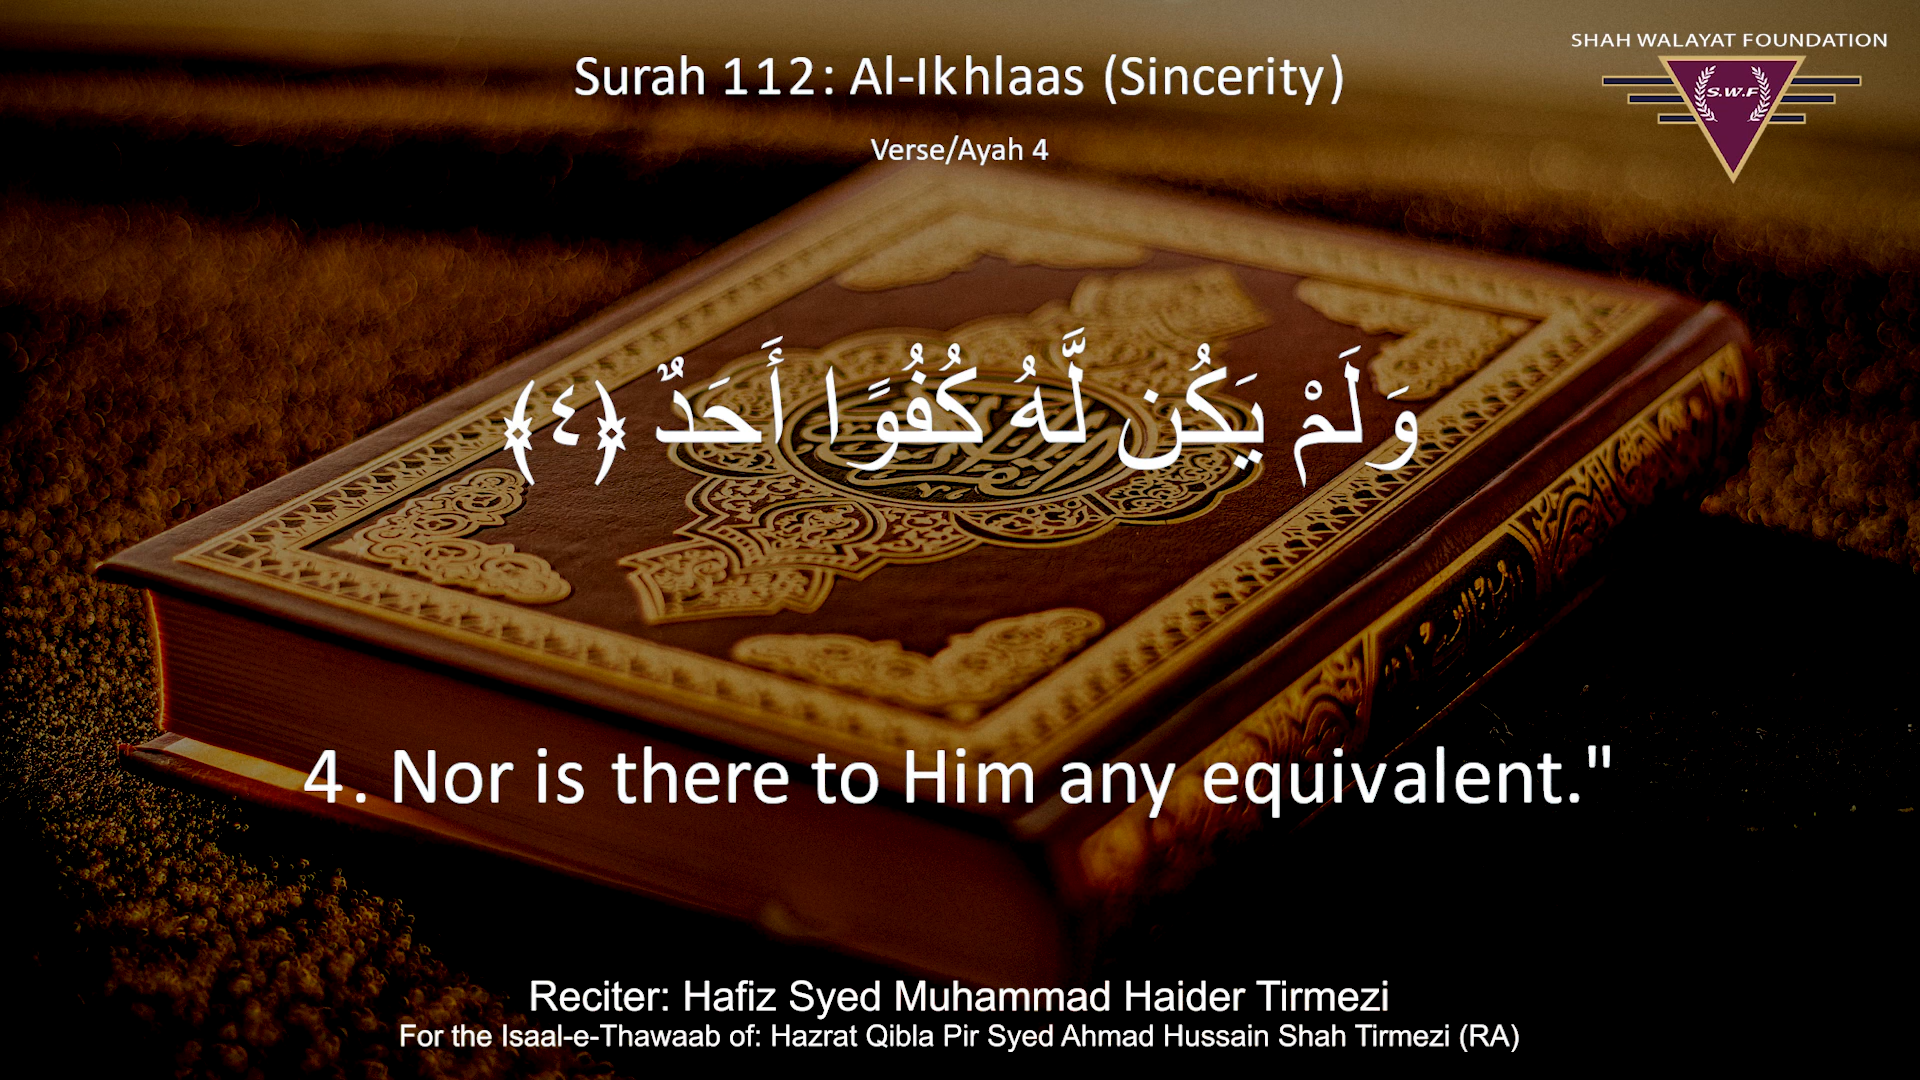 SHAH WALAYAT FOUNDATION
S.W.F
Surah 112: Al-Ikhlaas (Sincerity)
Verse/Ayah 4
وَلَمْ يَكُن لَّهُ كُفُوًا أَحَدٌ ﴿٤﴾
4. Nor is there to Him any equivalent."
Reciter: Hafiz Syed Muhammad Haider Tirmezi
For the Isaal-e-Thawaab of: Hazrat Qibla Pir Syed Ahmad Hussain Shah Tirmezi (RA)